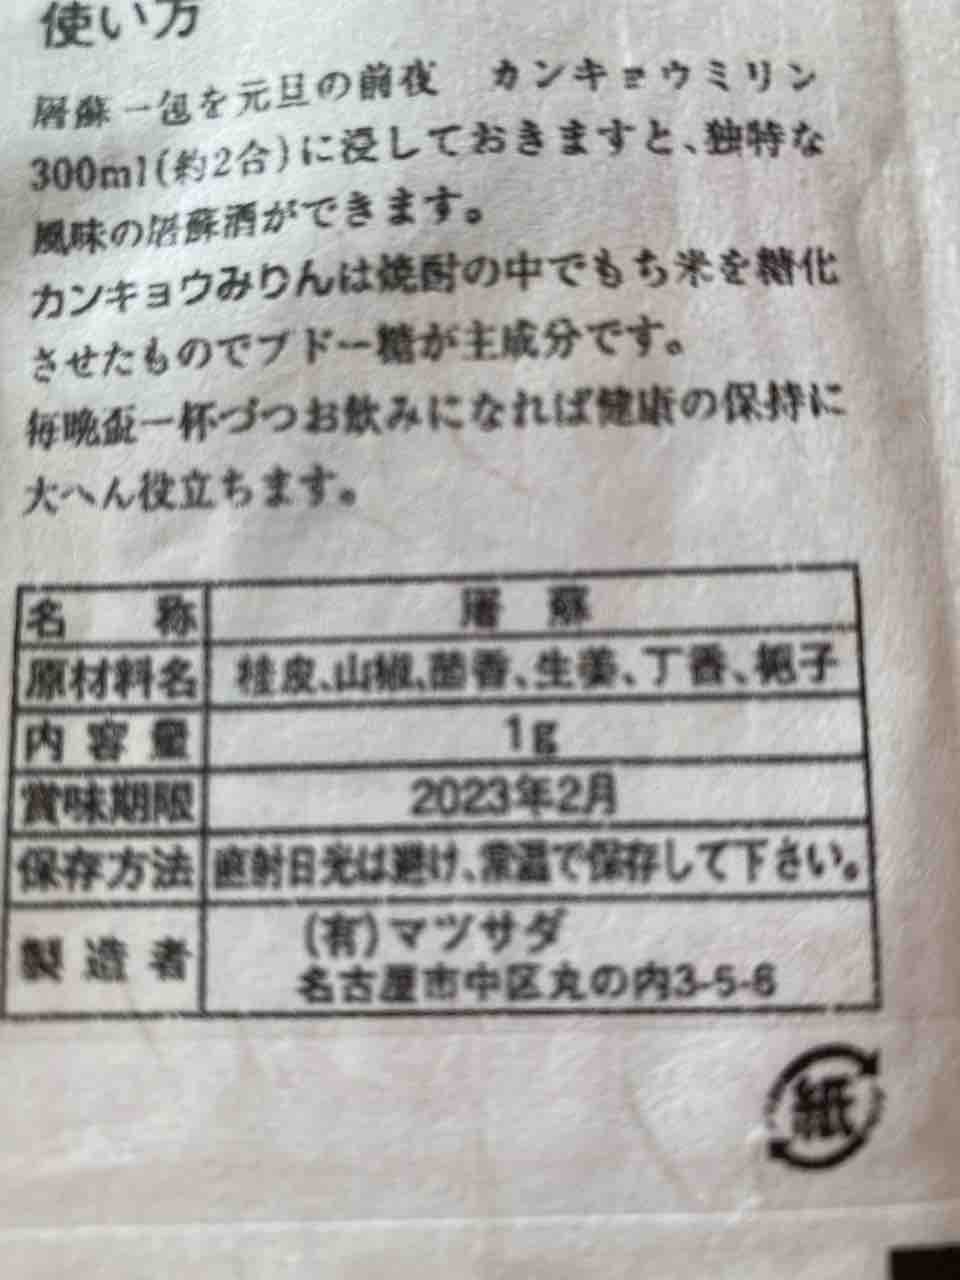 使い方
屠蘇一包を元旦の前夜　カンキョウミリン
300ml(約2合)に浸しておきますと、独特な
風味の屠蘇酒ができます。
カンキョウみりんは焼酎の中でもち米を糖化
させたものでブドー糖が主成分です。
毎晩盃一杯づつお飲みになれば健康の保持に
大へん役立ちます。
名称　屠蘇
原材料名　桂皮、山椒、茴香、生姜、丁香、梔子
内容量　1g
賞味期限　2023年2月
保存方法　直射日光は避け、常温で保存して下さい。
製造者　(有)マツサダ
名古屋市中区丸の内3-5-6
紙